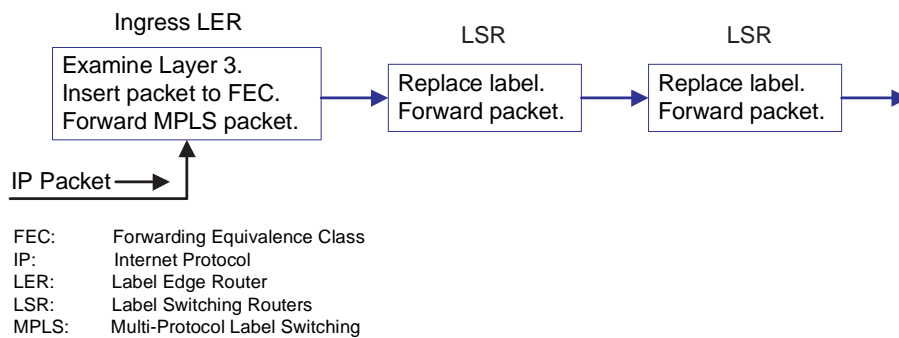 Ingress LER
LSR
LSR
Examine Layer 3.
Insert packet to FEC.
Forward MPLS packet.
Replace label.
Forward packet.
Replace label.
Forward packet.
IP Packet
FEC: Forwarding Equivalence Class
IP: Internet Protocol
LER: Label Edge Router
LSR: Label Switching Routers
MPLS: Multi-Protocol Label Switching